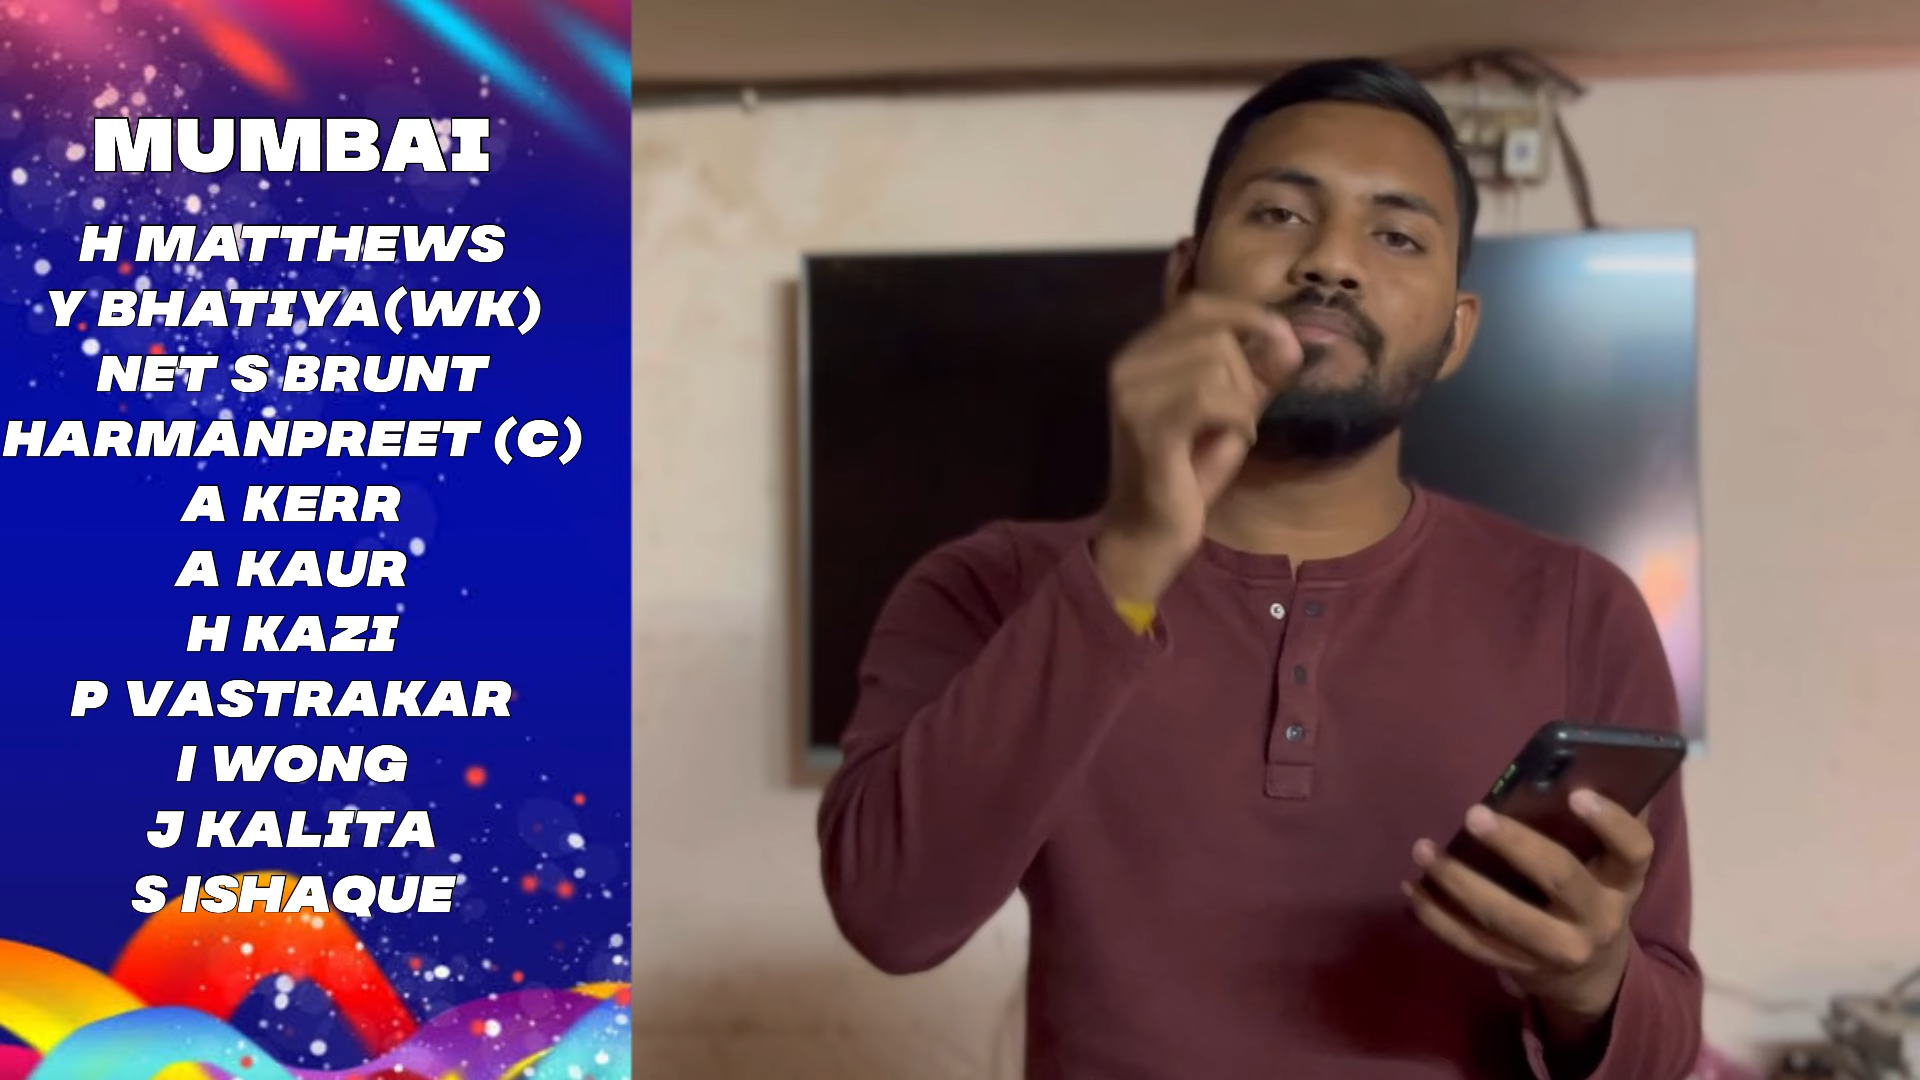 MUMBAI
H MATTHEWS
Y BHATIYA(WK)
NET S BRUNT
HARMANPREET (C)
A KERR
A KAUR
H KAZI
P VASTRAKAR
I WONG
J KALITA
S ISHAQUE